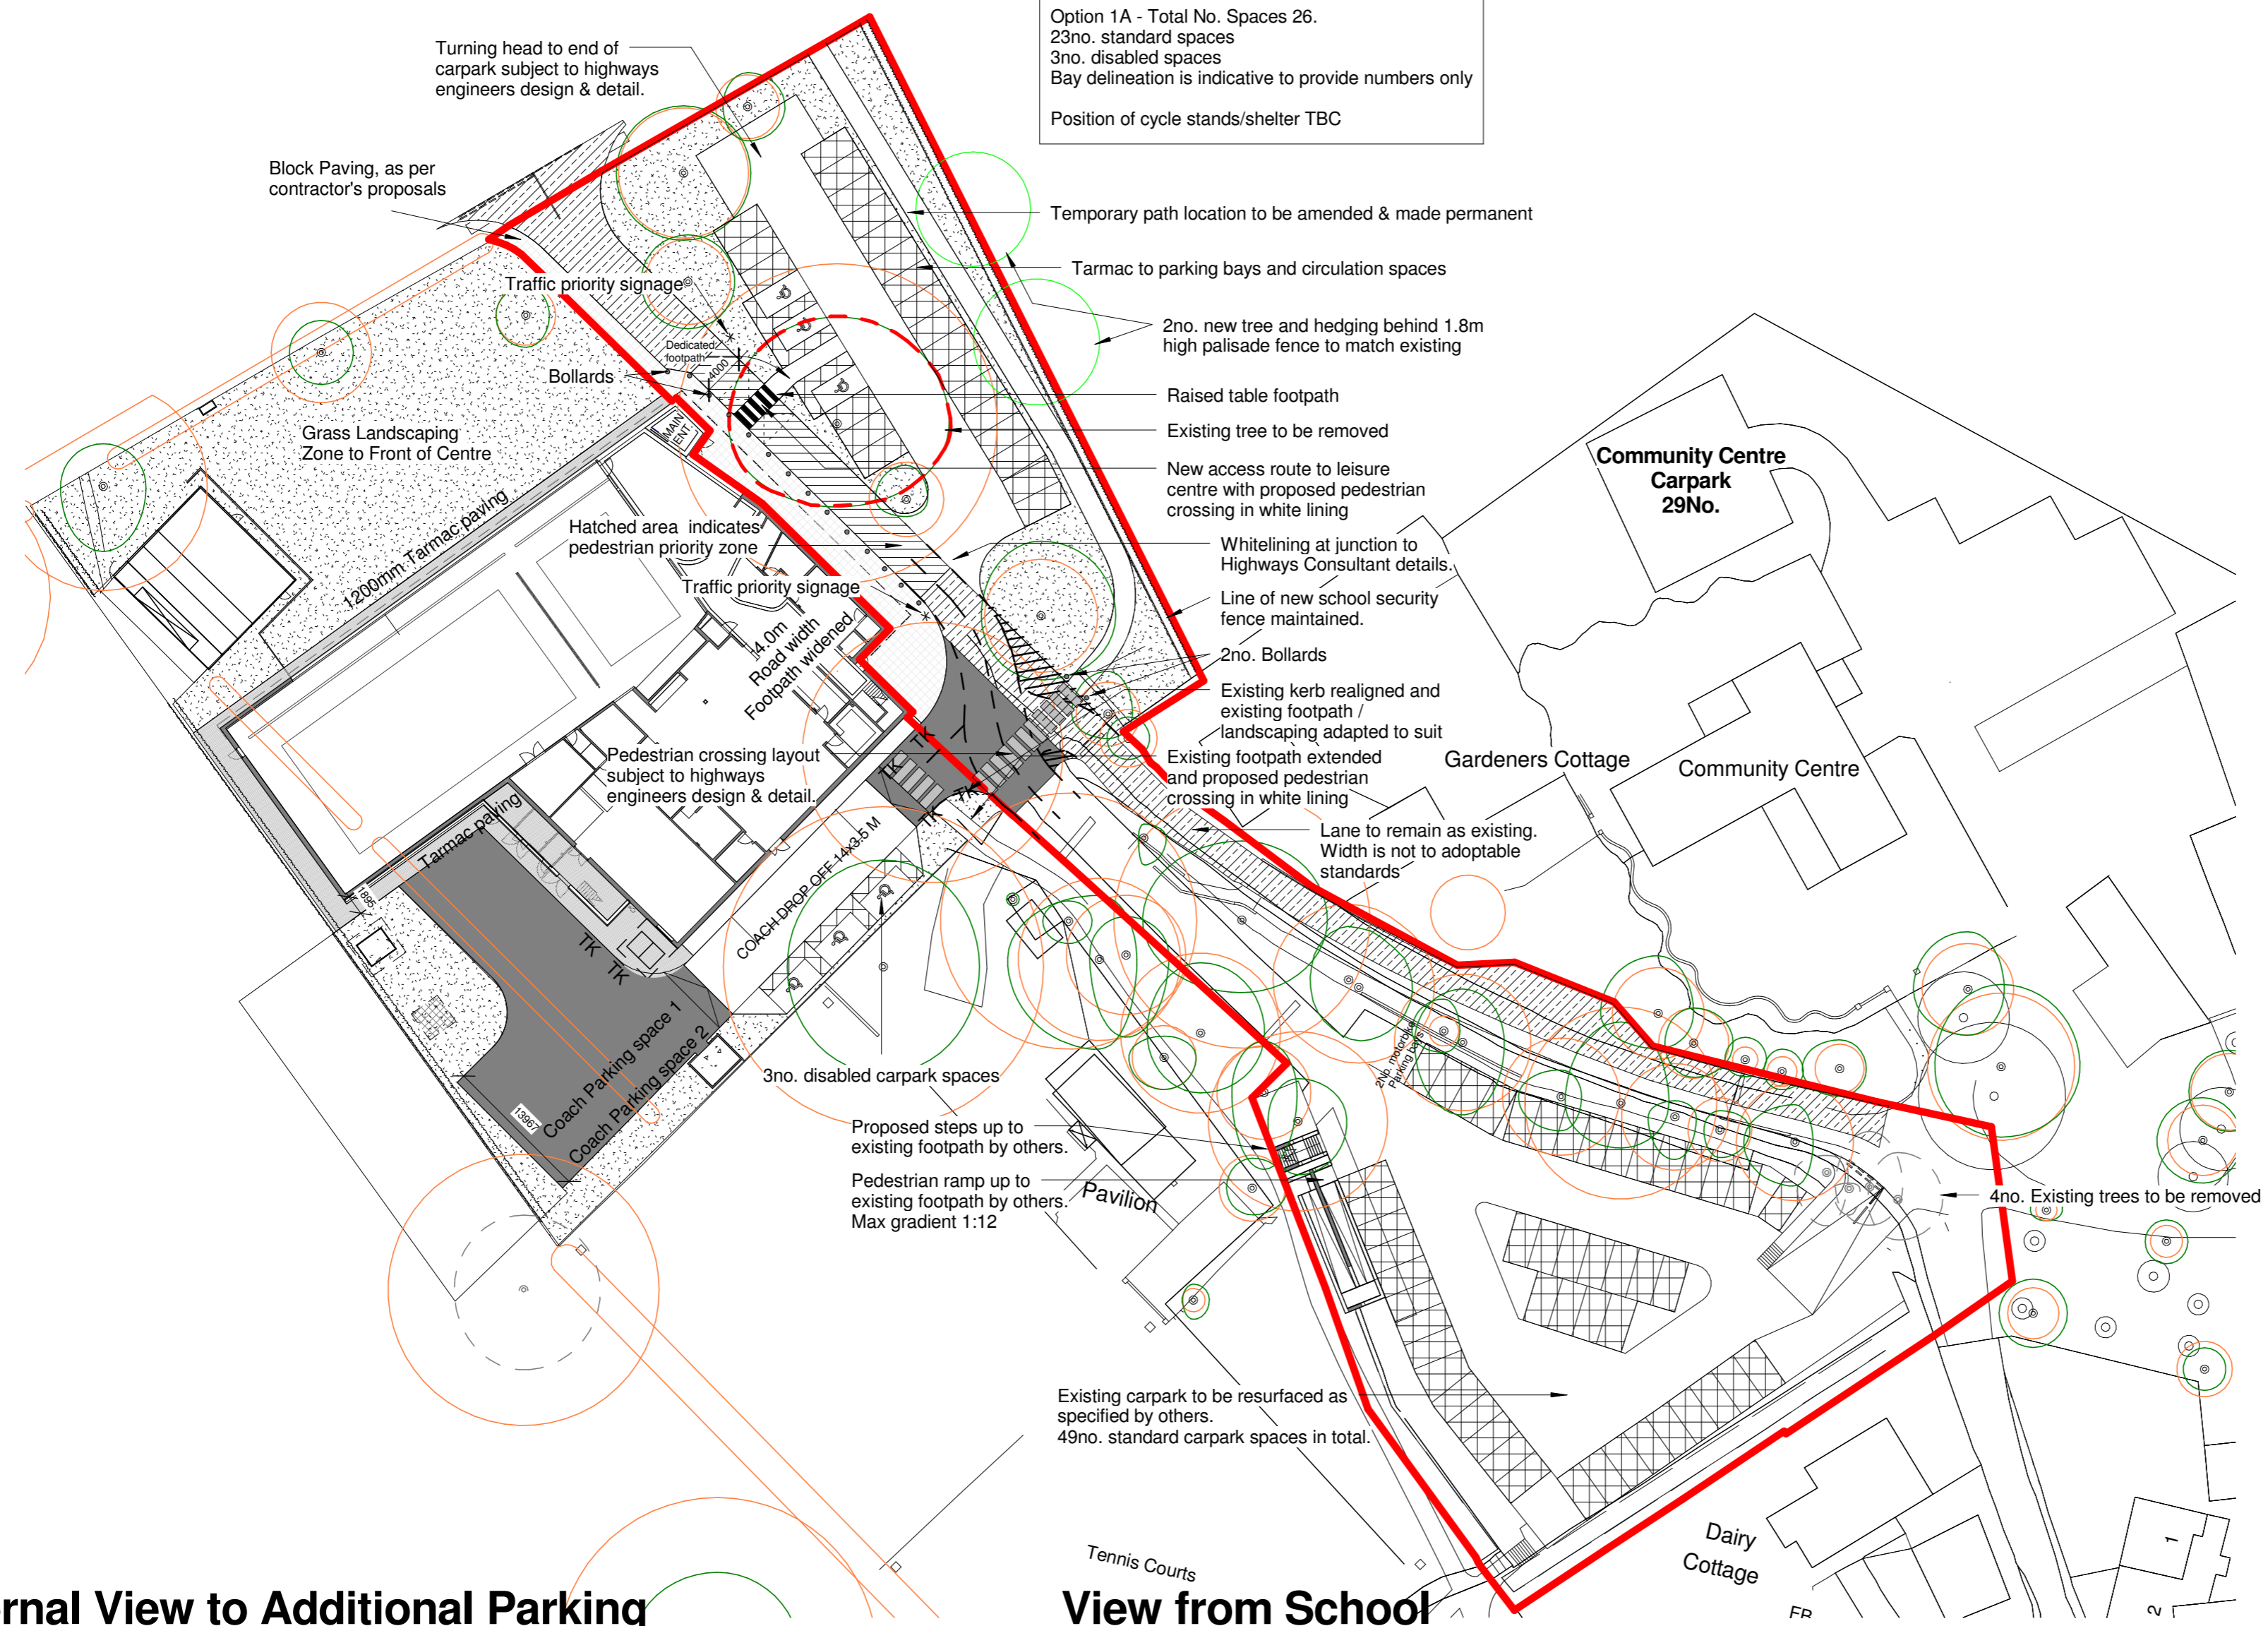 Option 1A - Total No. Spaces 26.
23no. standard spaces
3no. disabled spaces
Bay delineation is indicative to provide numbers only
Position of cycle stands/shelter TBC
Turning head to end of
carpark subject to highways
engineers design & detail.
Block Paving, as per
contractor's proposals
Temporary path location to be amended & made permanent
Tarmac to parking bays and circulation spaces
Traffic priority signage
2no. new tree and hedging behind 1.8m
high palisade fence to match existing
Dedicated
footpath
4000
Bollards
Raised table footpath
MAIN
ENT.
Existing tree to be removed
Grass Landscaping
Zone to Front of Centre
New access route to leisure
centre with proposed pedestrian
crossing in white lining
Community Centre
Carpark
29No.
1200mm Tarmac paving
Hatched area indicates
pedestrian priority zone
Whitelining at junction to
Highways Consultant details.
Traffic priority signage
Line of new school security
fence maintained.
4.0m
Road width
Footpath widened
2no. Bollards
Existing kerb realigned and
existing footpath /
landscaping adapted to suit
Pedestrian crossing layout
subject to highways
engineers design & detail.
TK
TK
TK
TK
Existing footpath extended
and proposed pedestrian
crossing in white lining
Gardeners Cottage
Community Centre
Tarmac paving
COACH DROP OFF 14x3.5 M
Lane to remain as existing.
Width is not to adoptable
standards
1895
TK
TK
Coach Parking space 1
Coach Parking space 2
13967
3no. disabled carpark spaces
2No. motorbike
Parking bays
Proposed steps up to
existing footpath by others.
Pedestrian ramp up to
existing footpath by others.
Max gradient 1:12
Pavilion
4no. Existing trees to be removed
Existing carpark to be resurfaced as
specified by others.
49no. standard carpark spaces in total.
Tennis Courts
Dairy
Cottage
1
2
rnal View to Additional Parking
View from School